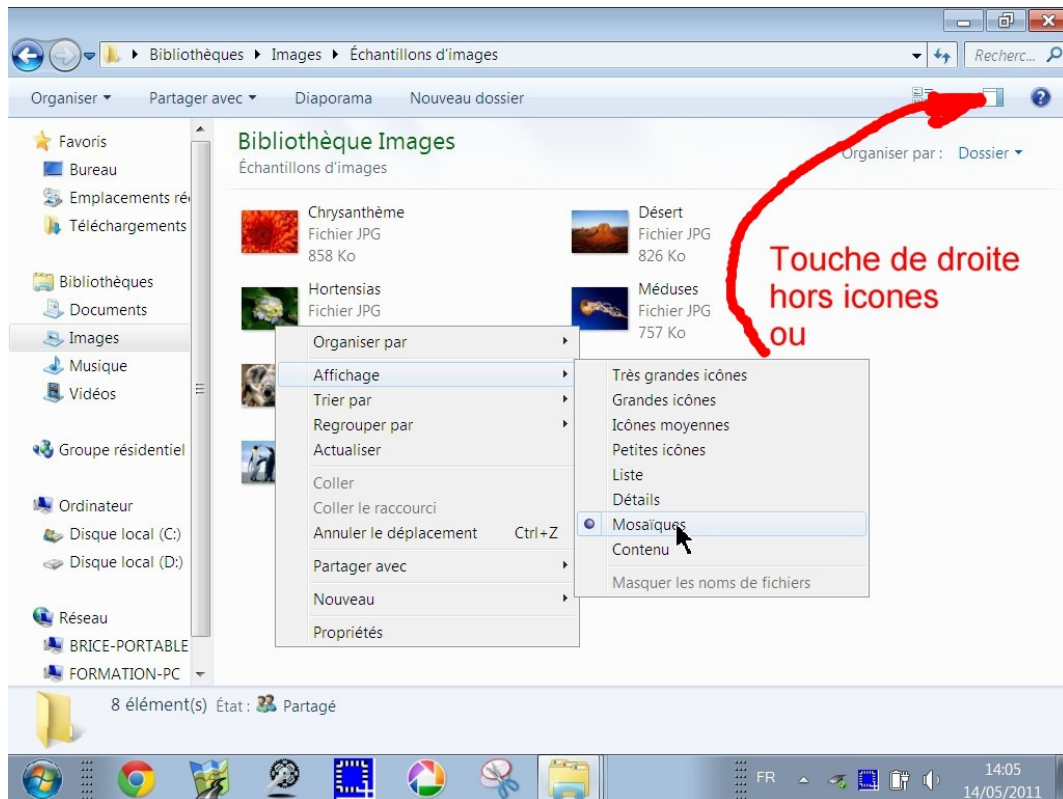 Bibliothèques ▸ Images ▸ Échantillons d'images
Recherc...
Organiser
Partager avec
Diaporama
Nouveau dossier
Favoris
Bureau
Emplacements ré
Téléchargements
Bibliothèques
Documents
Images
Musique
Vidéos
Groupe résidentiel
Ordinateur
Disque local (C:)
Disque local (D:)
Réseau
BRICE-PORTABLE
FORMATION-PC
Bibliothèque Images
Échantillons d'images
Organiser par : Dossier
Chrysanthème
Fichier JPG
858 Ko
Désert
Fichier JPG
826 Ko
Hortensias
Fichier JPG
Méduses
Fichier JPG
757 Ko
Touche de droite
hors icones
ou
Organiser par
Affichage
Trier par
Regrouper par
Actualiser
Coller
Coller le raccourci
Annuler le déplacement Ctrl+Z
Partager avec
Nouveau
Propriétés
Très grandes icônes
Grandes icônes
Icônes moyennes
Petites icônes
Liste
Détails
Mosaïques
Contenu
Masquer les noms de fichiers
8 élément(s) État : Partagé
FR
14:05
14/05/2011